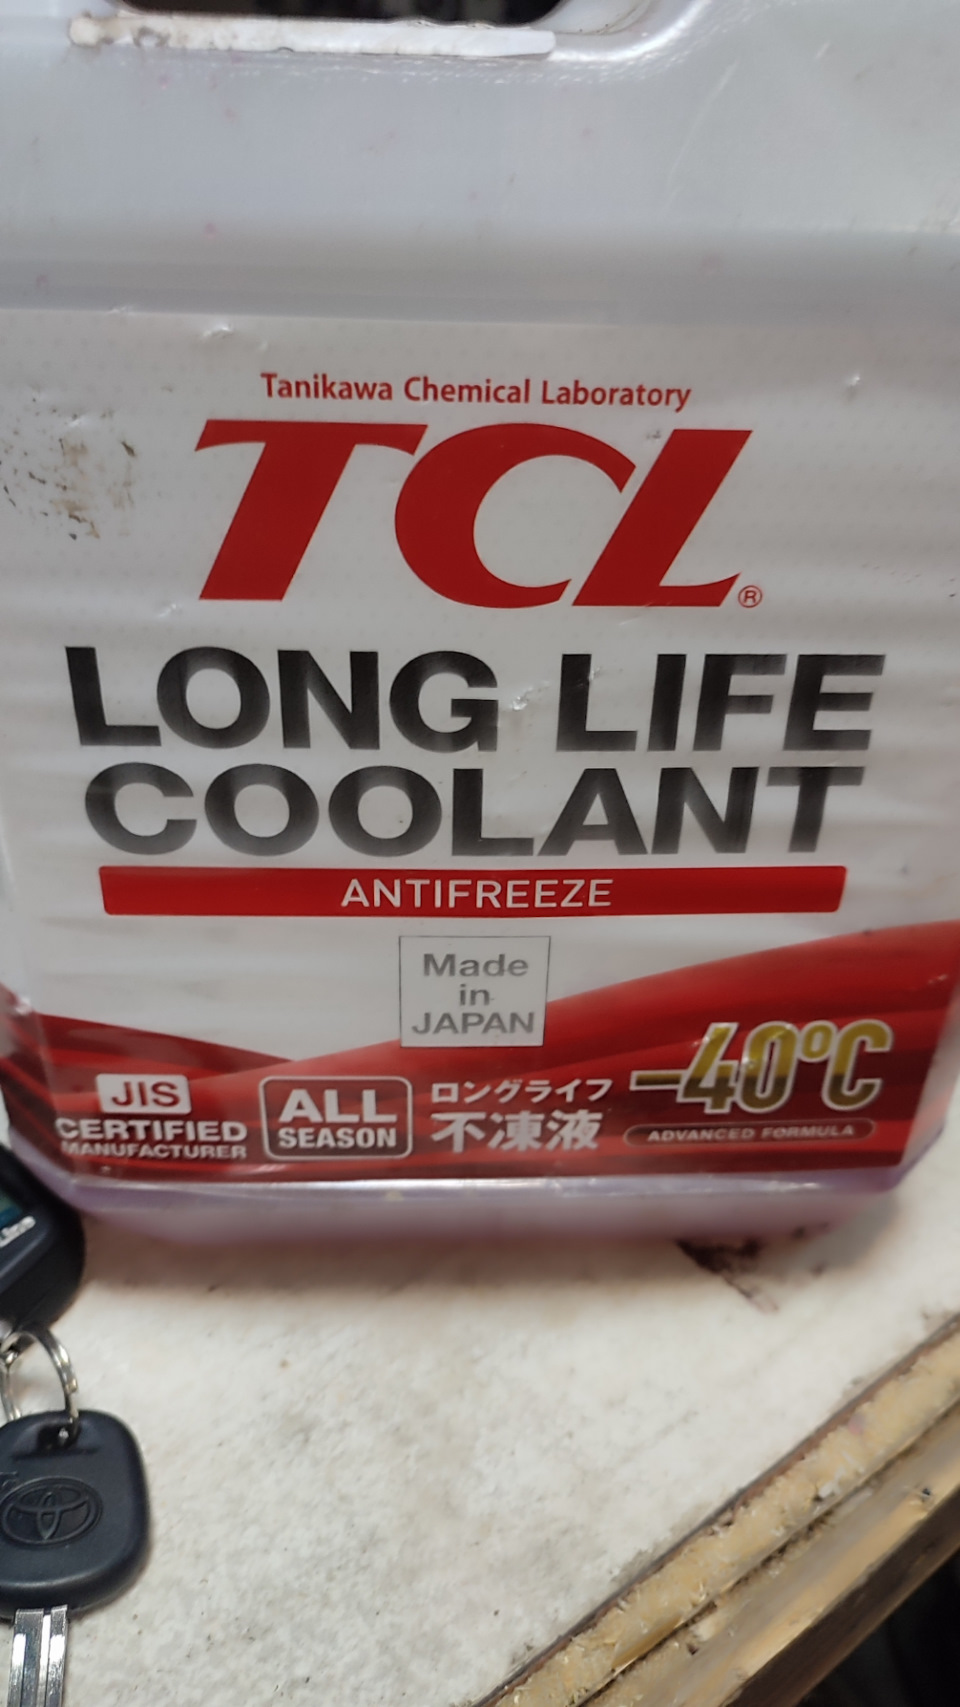 Tanikawa Chemical Laboratory
TCL®
LONG LIFE
COOLANT
ANTIFREEZE
Made
in
JAPAN
JIS
CERTIFIED
MANUFACTURER
ALL
SEASON
ロングライフ
不凍液
-40°C
ADVANCED FORMULA